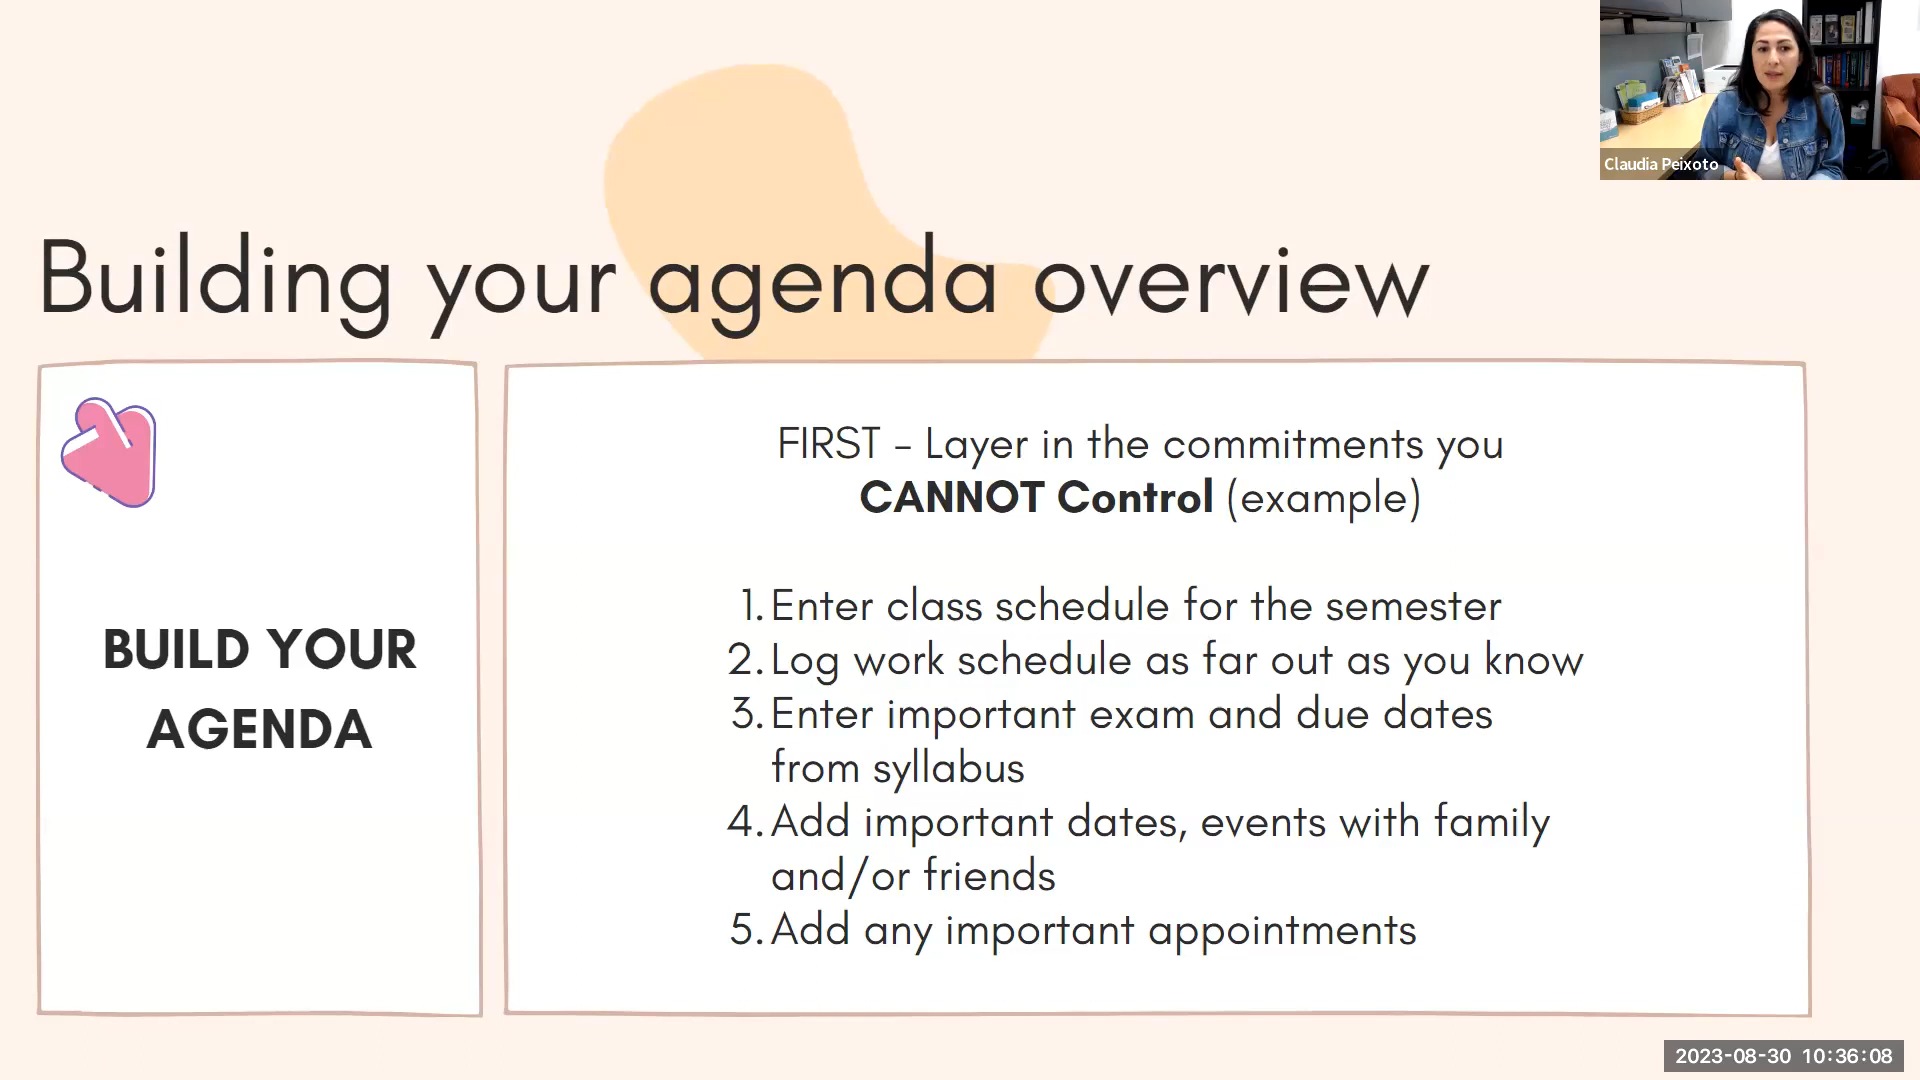 Claudia Peixoto
Building your agenda overview
BUILD YOUR
AGENDA
FIRST - Layer in the commitments you
CANNOT Control (example)
1. Enter class schedule for the semester
2. Log work schedule as far out as you know
3. Enter important exam and due dates
from syllabus
4. Add important dates, events with family
and/or friends
5. Add any important appointments
2023-08-30 10:36:08